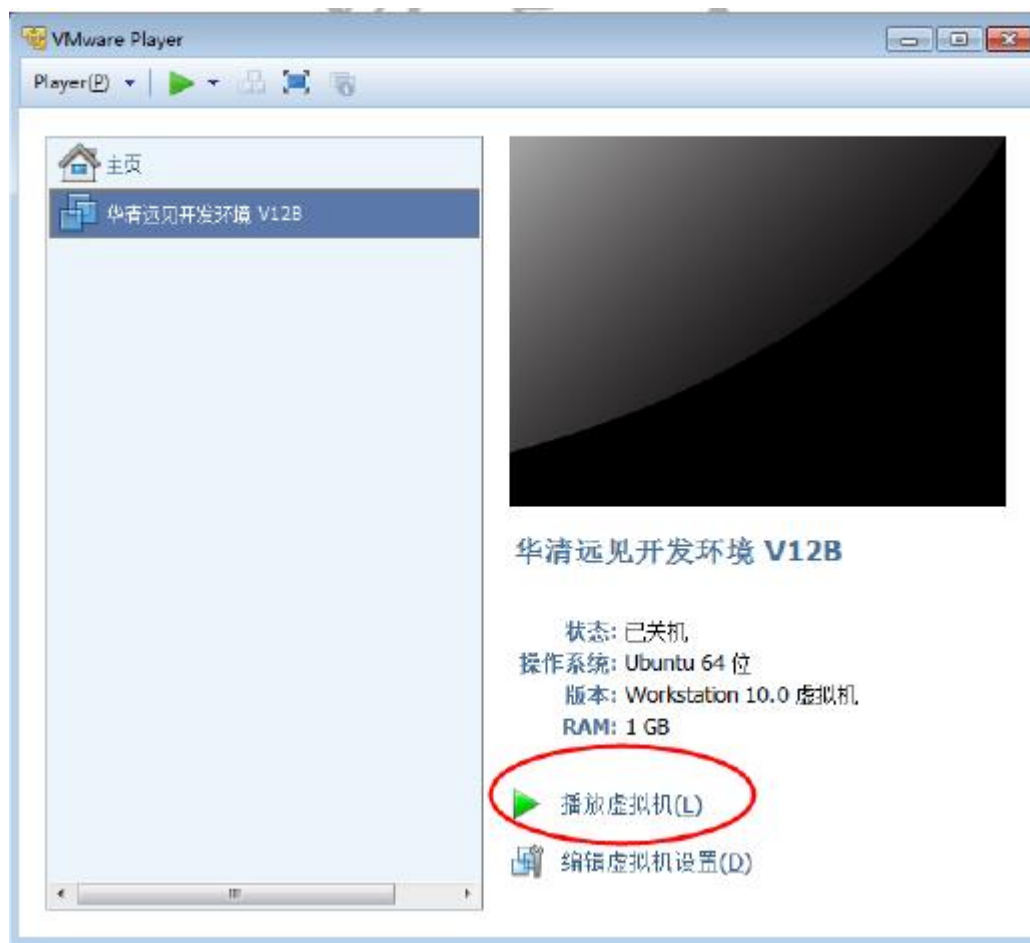 VMware Player
Player(P)
主页
华清远见开发环境 V12B
华清远见开发环境 V12B
状态: 已关机
操作系统: Ubuntu 64 位
版本: Workstation 10.0 虚拟机
RAM: 1 GB
播放虚拟机(L)
编辑虚拟机设置(D)